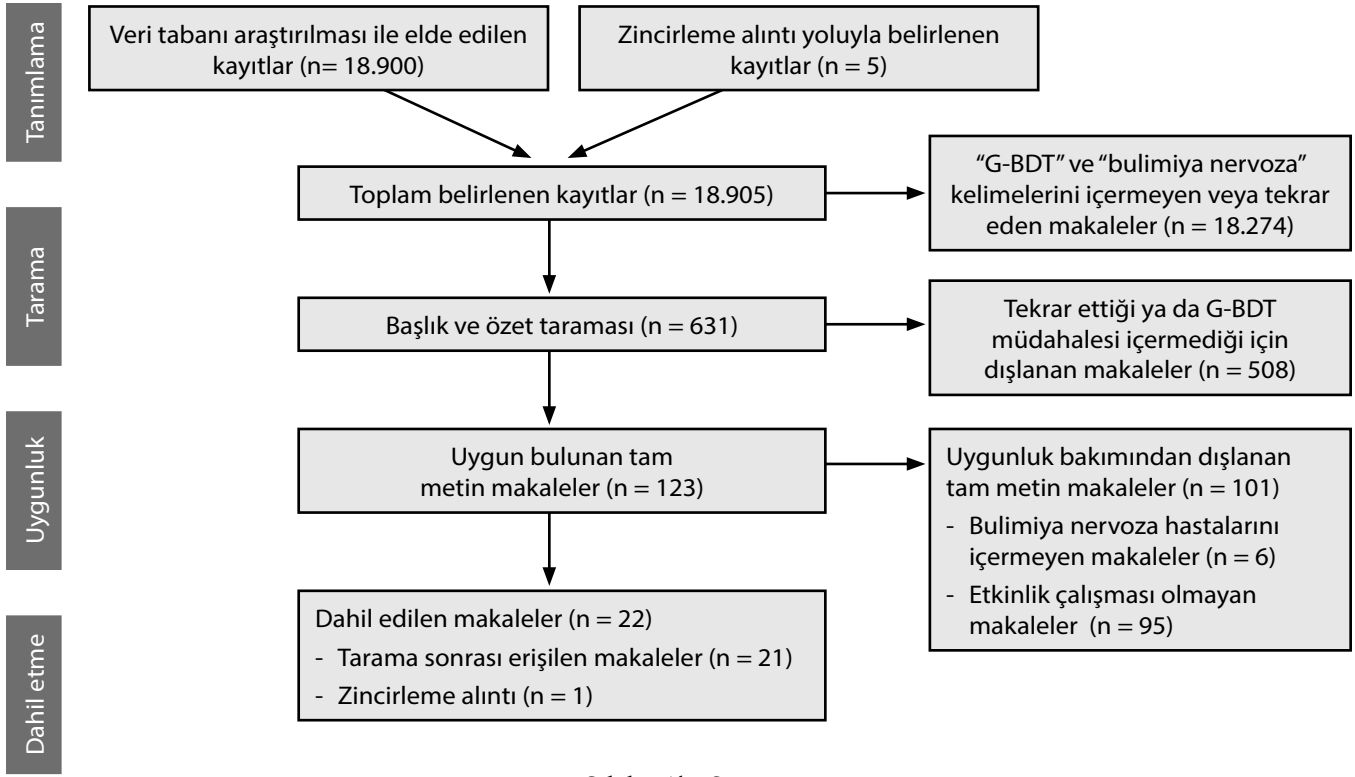 Tanımlama
Veri tabanı araştırılması ile elde edilen
kayıtlar (n= 18.900)
Zincirleme alıntı yoluyla belirlenen
kayıtlar (n = 5)
Toplam belirlenen kayıtlar (n = 18.905)
“G-BDT” ve “bulimiya nervoza”
kelimelerini içermeyen veya tekrar
eden makaleler (n = 18.274)
Tarama
Başlık ve özet taraması (n = 631)
Tekrar ettiği ya da G-BDT
müdahalesi içermediği için
dışlanan makaleler (n = 508)
Uygunluk
Uygun bulunan tam
metin makaleler (n = 123)
Uygunluk bakımından dışlanan
tam metin makaleler (n = 101)
- Bulimiya nervoza hastalarını
içermeyen makaleler (n = 6)
- Etkinlik çalışması olmayan
makaleler (n = 95)
Dahil etme
Dahil edilen makaleler (n = 22)
- Tarama sonrası erişilen makaleler (n = 21)
- Zincirleme alıntı (n = 1)